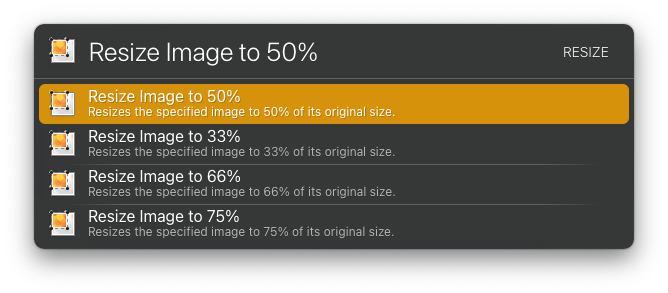 Resize Image to 50%
RESIZE
Resize Image to 50%
Resizes the specified image to 50% of its original size.
Resize Image to 33%
Resizes the specified image to 33% of its original size.
Resize Image to 66%
Resizes the specified image to 66% of its original size.
Resize Image to 75%
Resizes the specified image to 75% of its original size.